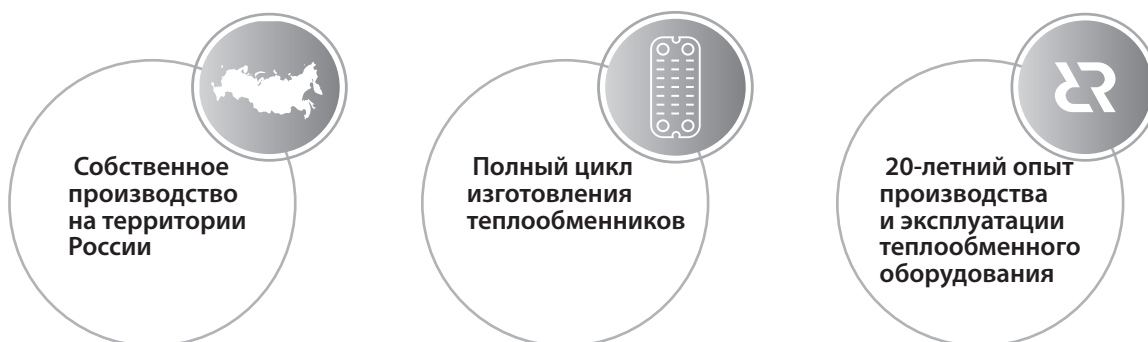 Собственное
производство
на территории
России
Полный цикл
изготовления
теплообменников
20-летний опыт
производства
и эксплуатации
теплообменного
оборудования